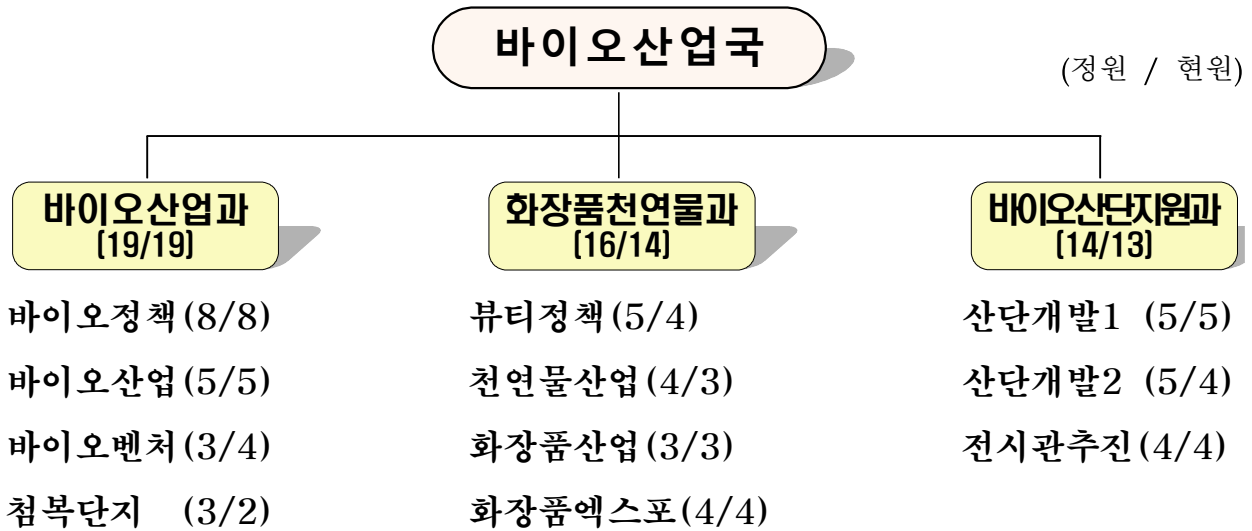 바이오산업국
(정원 / 현원)
바이오산업과
(19/19)
화장품천연물과
(16/14)
바이오산단지원과
(14/13)
바이오정책(8/8)
바이오산업(5/5)
바이오벤처(3/4)
첨복단지 (3/2)
뷰티정책(5/4)
천연물산업(4/3)
화장품산업(3/3)
화장품엑스포(4/4)
산단개발1 (5/5)
산단개발2 (5/4)
전시관추진(4/4)